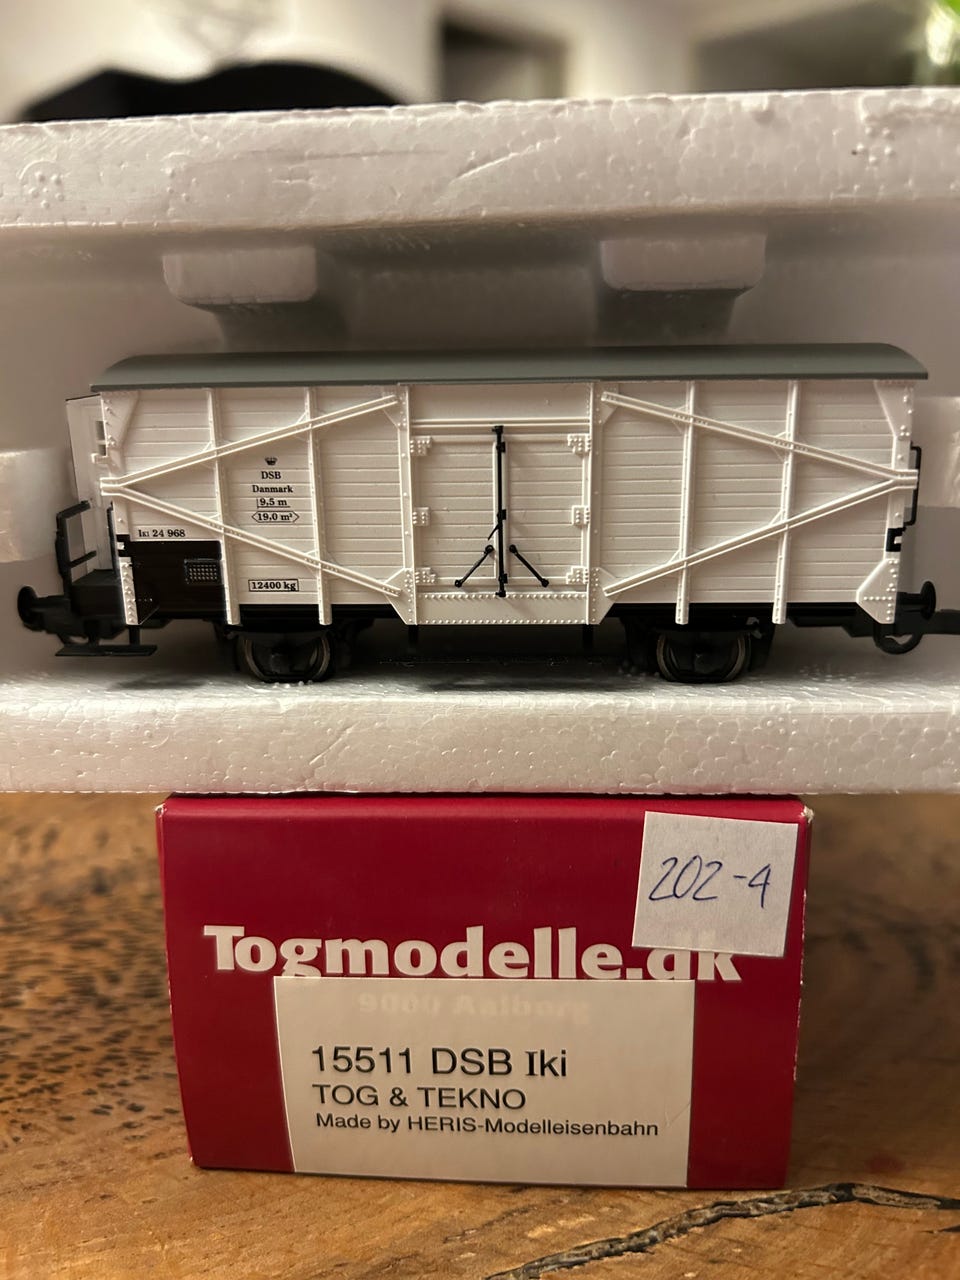 DSB
Danmark
9,5 m
19,0 m²
Iki 24 968
12400 kg
202-4
Togmodelle.dk
9000 Aalborg
15511 DSB Iki
TOG & TEKNO
Made by HERIS-Modelleisenbahn